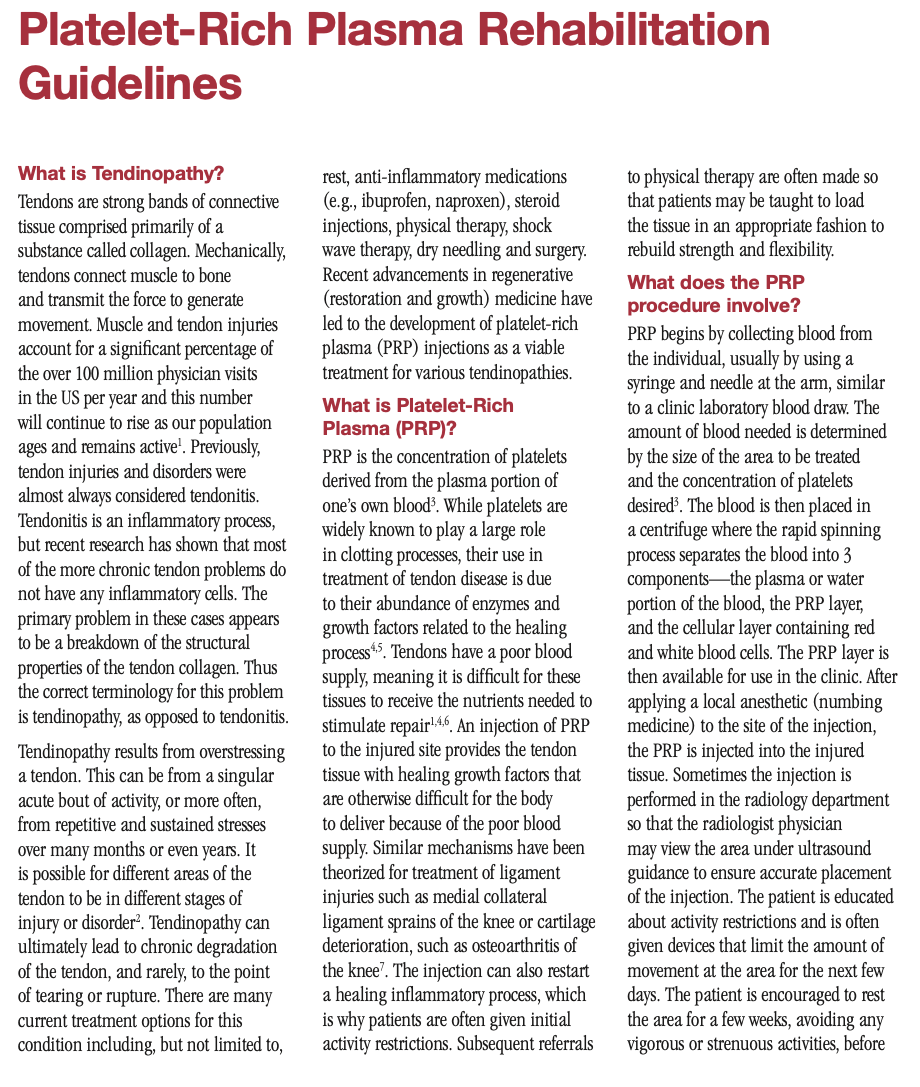 Platelet-Rich Plasma Rehabilitation
Guidelines
What is Tendinopathy?
Tendons are strong bands of connective
tissue comprised primarily of a
substance called collagen. Mechanically,
tendons connect muscle to bone
and transmit the force to generate
movement. Muscle and tendon injuries
account for a significant percentage of
the over 100 million physician visits
in the US per year and this number
will continue to rise as our population
ages and remains active¹. Previously,
tendon injuries and disorders were
almost always considered tendonitis.
Tendonitis is an inflammatory process,
but recent research has shown that most
of the more chronic tendon problems do
not have any inflammatory cells. The
primary problem in these cases appears
to be a breakdown of the structural
properties of the tendon collagen. Thus
the correct terminology for this problem
is tendinopathy, as opposed to tendonitis.
Tendinopathy results from overstressing
a tendon. This can be from a singular
acute bout of activity, or more often,
from repetitive and sustained stresses
over many months or even years. It
is possible for different areas of the
tendon to be in different stages of
injury or disorder². Tendinopathy can
ultimately lead to chronic degradation
of the tendon, and rarely, to the point
of tearing or rupture. There are many
current treatment options for this
condition including, but not limited to,
rest, anti-inflammatory medications
(e.g., ibuprofen, naproxen), steroid
injections, physical therapy, shock
wave therapy, dry needling and surgery.
Recent advancements in regenerative
(restoration and growth) medicine have
led to the development of platelet-rich
plasma (PRP) injections as a viable
treatment for various tendinopathies.
What is Platelet-Rich
Plasma (PRP)?
PRP is the concentration of platelets
derived from the plasma portion of
one's own blood³. While platelets are
widely known to play a large role
in clotting processes, their use in
treatment of tendon disease is due
to their abundance of enzymes and
growth factors related to the healing
process⁴,⁵. Tendons have a poor blood
supply, meaning it is difficult for these
tissues to receive the nutrients needed to
stimulate repair¹,⁴,⁶. An injection of PRP
to the injured site provides the tendon
tissue with healing growth factors that
are otherwise difficult for the body
to deliver because of the poor blood
supply. Similar mechanisms have been
theorized for treatment of ligament
injuries such as medial collateral
ligament sprains of the knee or cartilage
deterioration, such as osteoarthritis of
the knee⁷. The injection can also restart
a healing inflammatory process, which
is why patients are often given initial
activity restrictions. Subsequent referrals
to physical therapy are often made so
that patients may be taught to load
the tissue in an appropriate fashion to
rebuild strength and flexibility.
What does the PRP
procedure involve?
PRP begins by collecting blood from
the individual, usually by using a
syringe and needle at the arm, similar
to a clinic laboratory blood draw. The
amount of blood needed is determined
by the size of the area to be treated
and the concentration of platelets
desired³. The blood is then placed in
a centrifuge where the rapid spinning
process separates the blood into 3
components—the plasma or water
portion of the blood, the PRP layer,
and the cellular layer containing red
and white blood cells. The PRP layer is
then available for use in the clinic. After
applying a local anesthetic (numbing
medicine) to the site of the injection,
the PRP is injected into the injured
tissue. Sometimes the injection is
performed in the radiology department
so that the radiologist physician
may view the area under ultrasound
guidance to ensure accurate placement
of the injection. The patient is educated
about activity restrictions and is often
given devices that limit the amount of
movement at the area for the next few
days. The patient is encouraged to rest
the area for a few weeks, avoiding any
vigorous or strenuous activities, before